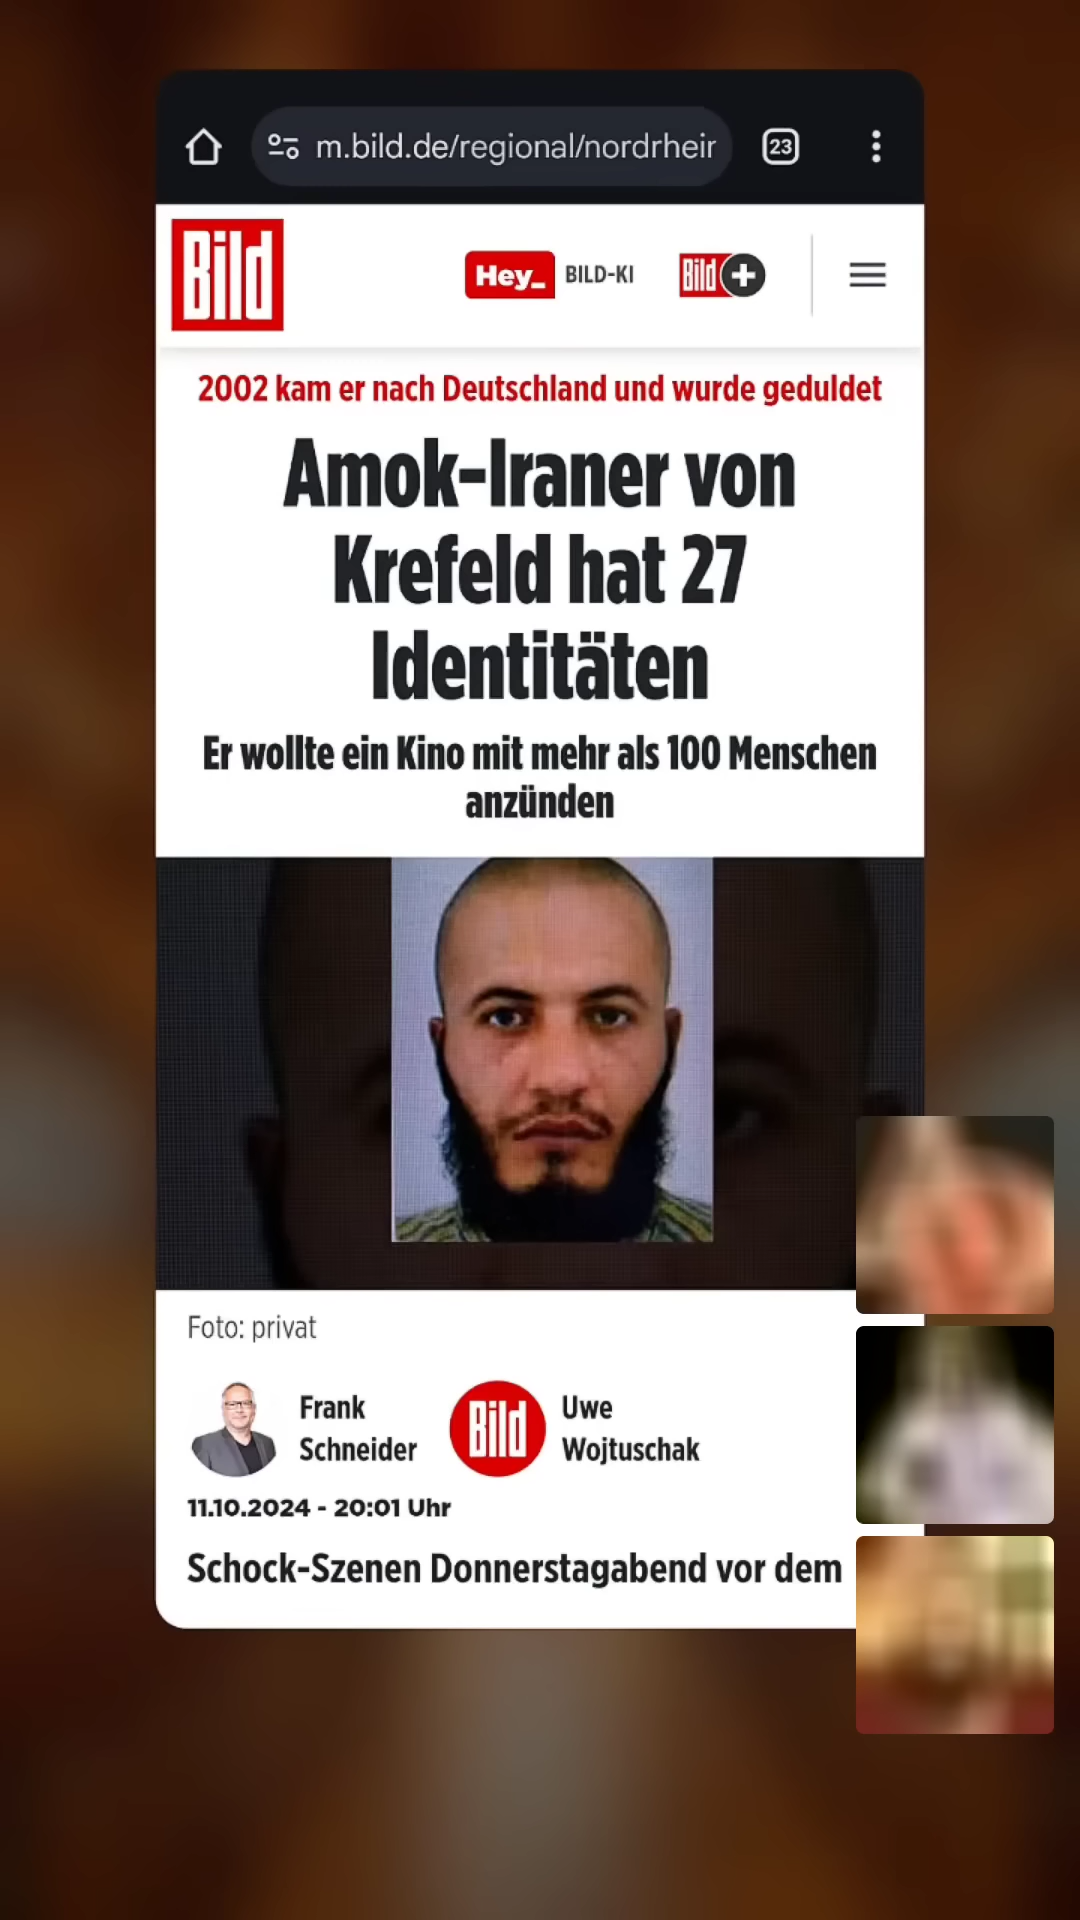 23
m.bild.de/regional/nordrheir
Bild
Hey_ BILD-KI
Bild +
2002 kam er nach Deutschland und wurde geduldet
Amok-Iraner von
Krefeld hat 27
Identitäten
Er wollte ein Kino mit mehr als 100 Menschen
anzünden
Foto: privat
Frank
Schneider
Bild
Uwe
Wojtuschak
11.10.2024 - 20:01 Uhr
Schock-Szenen Donnerstagabend vor dem